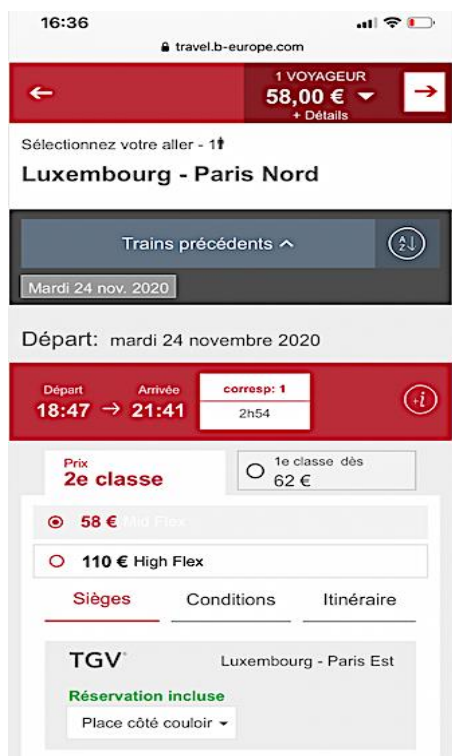 16:36
travel.b-europe.com
1 VOYAGEUR
58,00 €
+ Détails
Sélectionnez votre aller - 1
Luxembourg - Paris Nord
Trains précédents
A
Z
Mardi 24 nov. 2020
Départ: mardi 24 novembre 2020
Départ Arrivée corresp: 1
18:47 → 21:41 2h54
+i
Prix
2e classe
1e classe dès
62 €
58 € Mid Flex
110 € High Flex
Sièges Conditions Itinéraire
TGV Luxembourg - Paris Est
Réservation incluse
Place côté couloir